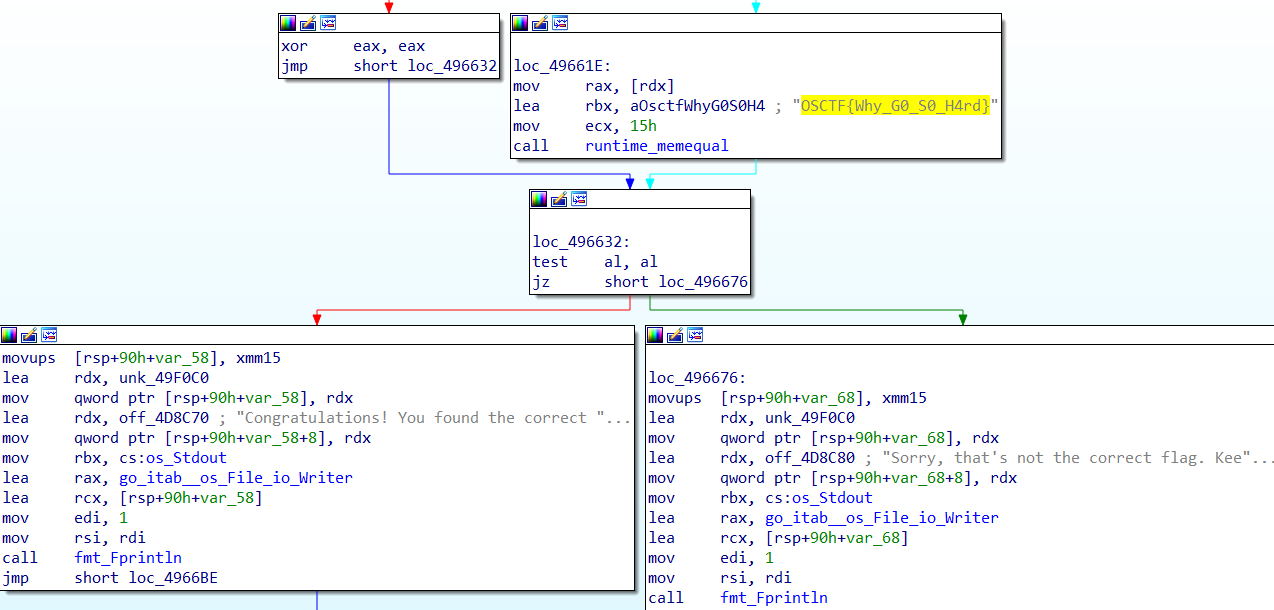 xor eax, eax
jmp short loc_496632
loc_49661E:
mov rax, [rdx]
lea rbx, aOsctfWhyG0S0H4 ; "OSCTF{Why_G0_S0_H4rd}"
mov ecx, 15h
call runtime_memequal
loc_496632:
test al, al
jz short loc_496676
movups [rsp+90h+var_58], xmm15
lea rdx, unk_49F0C0
mov qword ptr [rsp+90h+var_58], rdx
lea rdx, off_4D8C70 ; "Congratulations! You found the correct "...
mov qword ptr [rsp+90h+var_58+8], rdx
mov rbx, cs:os_Stdout
lea rax, go_itab__os_File_io_Writer
lea rcx, [rsp+90h+var_58]
mov edi, 1
mov rsi, rdi
call fmt_Fprintln
jmp short loc_4966BE
loc_496676:
movups [rsp+90h+var_68], xmm15
lea rdx, unk_49F0C0
mov qword ptr [rsp+90h+var_68], rdx
lea rdx, off_4D8C80 ; "Sorry, that's not the correct flag. Kee"...
mov qword ptr [rsp+90h+var_68+8], rdx
mov rbx, cs:os_Stdout
lea rax, go_itab__os_File_io_Writer
lea rcx, [rsp+90h+var_68]
mov edi, 1
mov rsi, rdi
call fmt_Fprintln